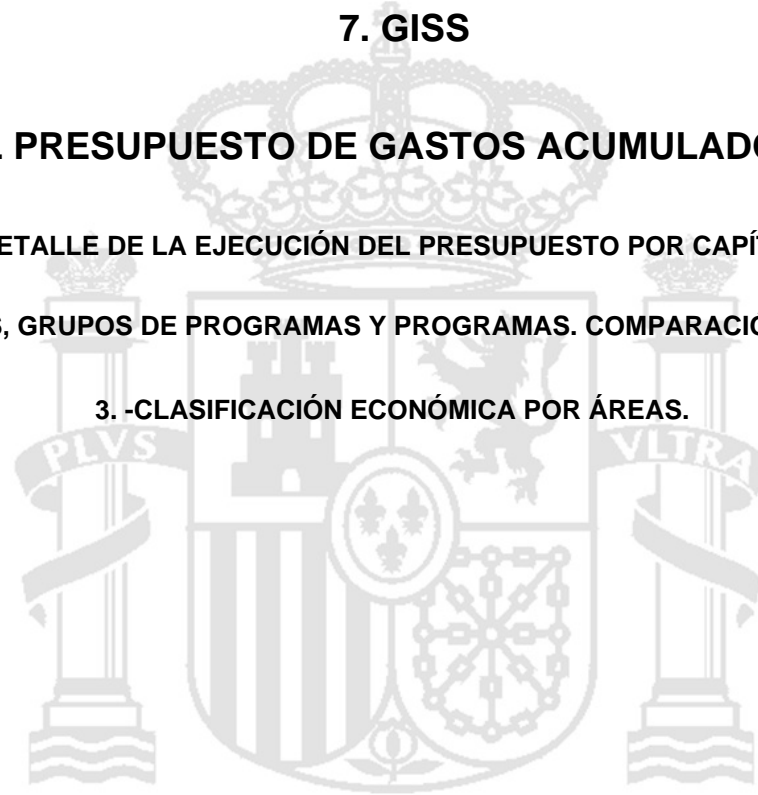 7. GISS
L PRESUPUESTO DE GASTOS ACUMULADO
ETALLE DE LA EJECUCIÓN DEL PRESUPUESTO POR CAPÍT
S, GRUPOS DE PROGRAMAS Y PROGRAMAS. COMPARACIO
3. -CLASIFICACIÓN ECONÓMICA POR ÁREAS.
PLVS
VLTRA